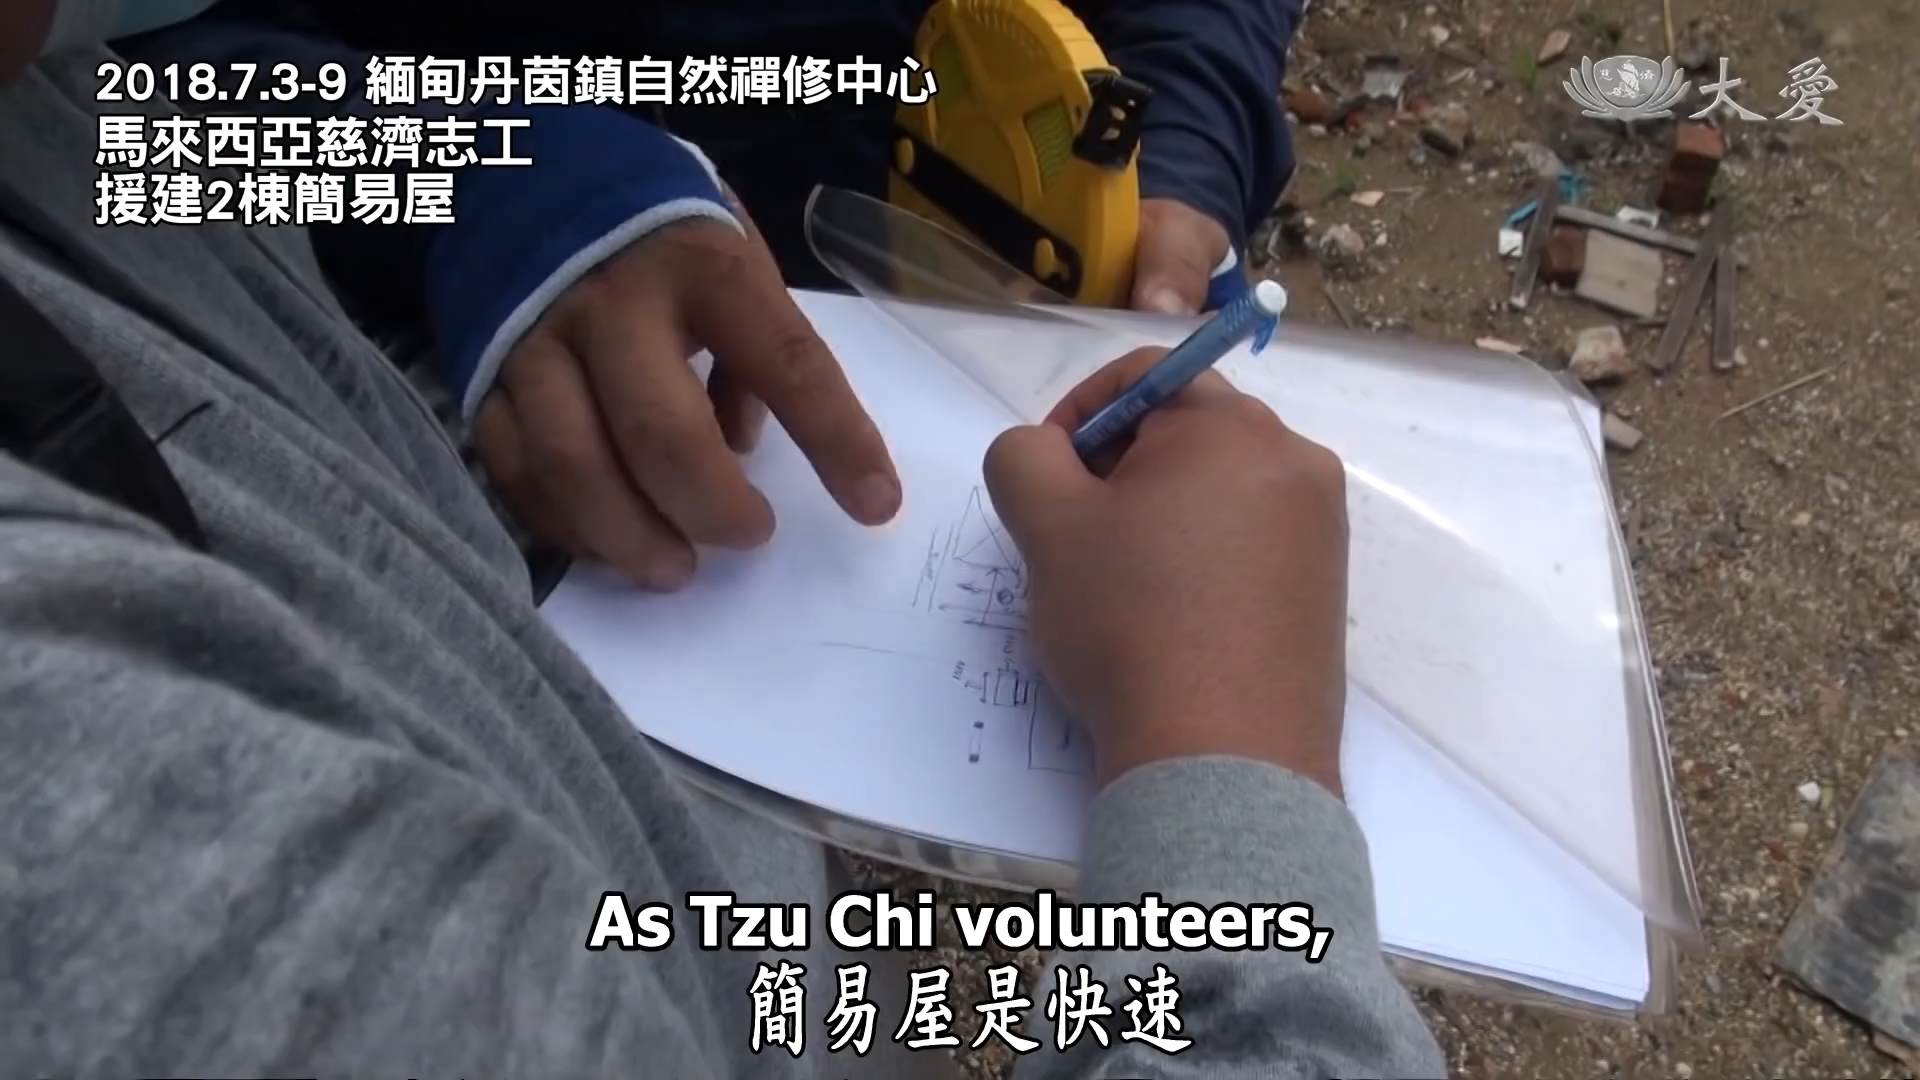 2018.7.3-9 緬甸丹茵鎮自然禪修中心
馬來西亞慈濟志工
援建2棟簡易屋
慈濟
大愛
As Tzu Chi volunteers,
簡易屋是快速